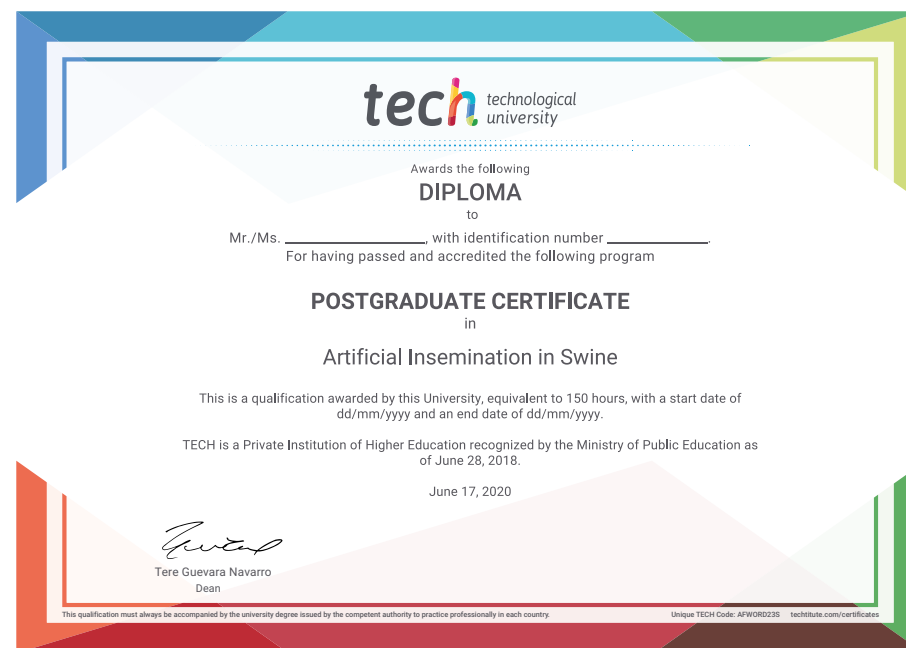 tech technological
university
Awards the following
DIPLOMA
to
Mr./Ms. ____________________, with identification number ______________.
For having passed and accredited the following program
POSTGRADUATE CERTIFICATE
in
Artificial Insemination in Swine
This is a qualification awarded by this University, equivalent to 150 hours, with a start date of
dd/mm/yyyy and an end date of dd/mm/yyyy.
TECH is a Private Institution of Higher Education recognized by the Ministry of Public Education as
of June 28, 2018.
June 17, 2020
Tere Guevara Navarro
Dean
This qualification must always be accompanied by the university degree issued by the competent authority to practice professionally in each country. Unique TECH Code: AFWORD23S techtitute.com/certificates